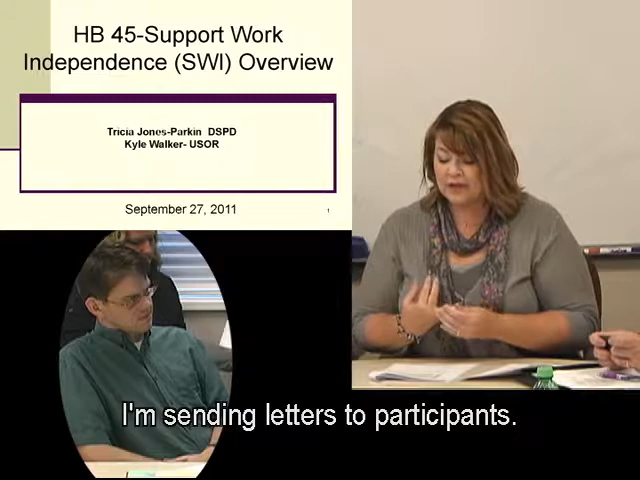 HB 45-Support Work
Independence (SWI) Overview
Tricia Jones-Parkin  DSPD
Kyle Walker- USOR
September 27, 2011
1
I'm sending letters to participants.